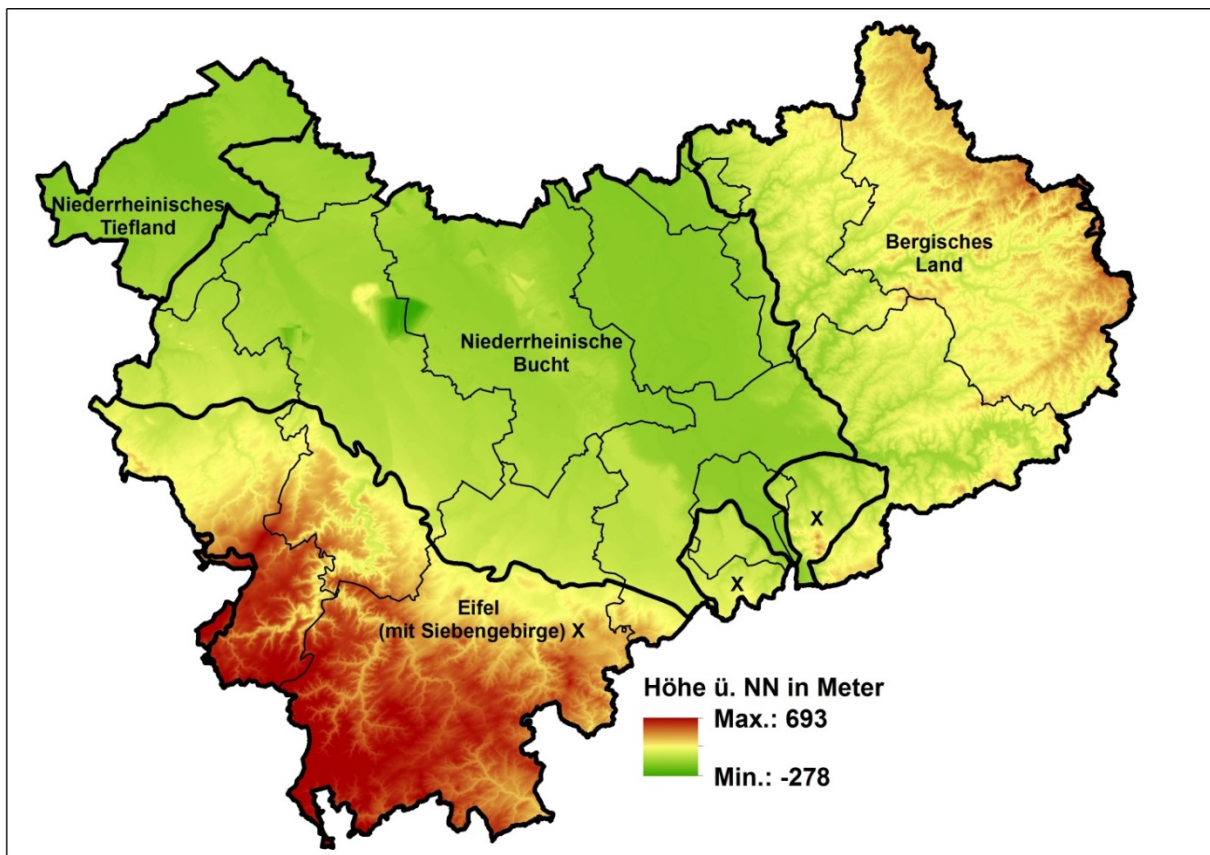 Niederrheinisches
Tiefland
Bergisches
Land
Niederrheinische
Bucht
X
X
Eifel
(mit Siebengebirge) X
Höhe ü. NN in Meter
Max.: 693
Min.: -278